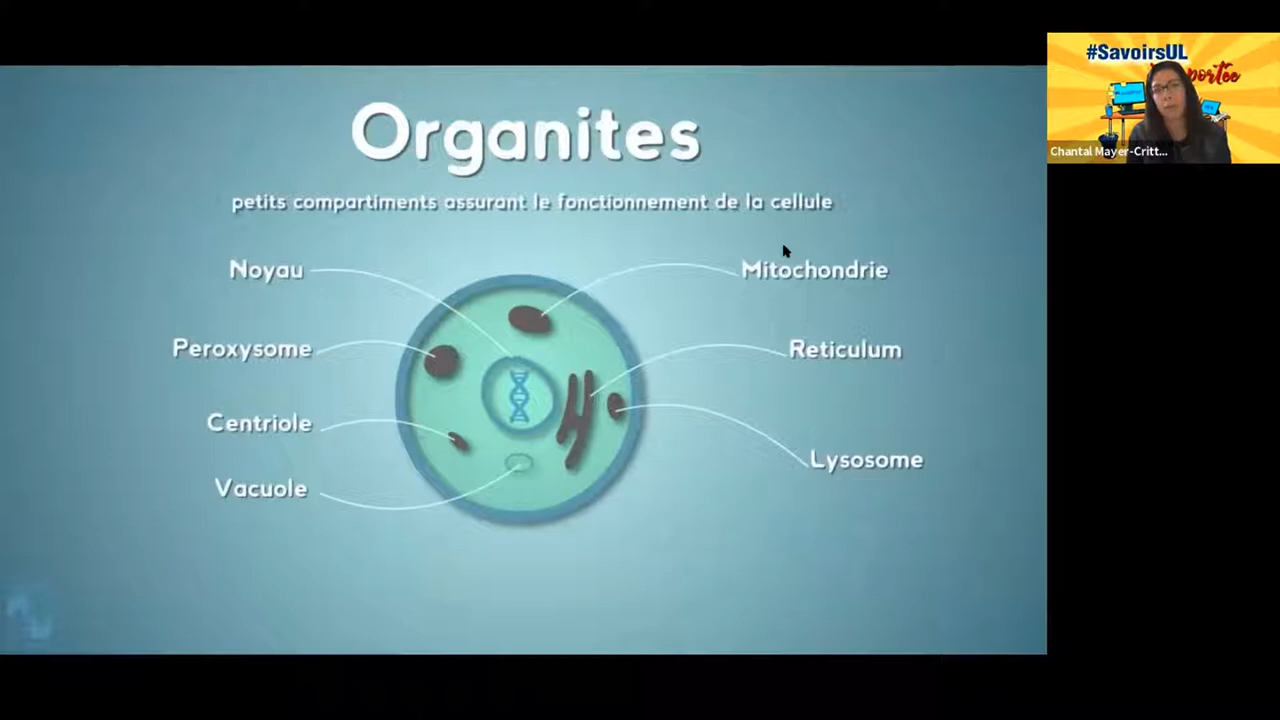 Organites
petits compartiments assurant le fonctionnement de la cellule
Noyau
Mitochondrie
Peroxysome
Reticulum
Centriole
Lysosome
Vacuole
#SavoirsUL
Chantal Mayer-Critt...